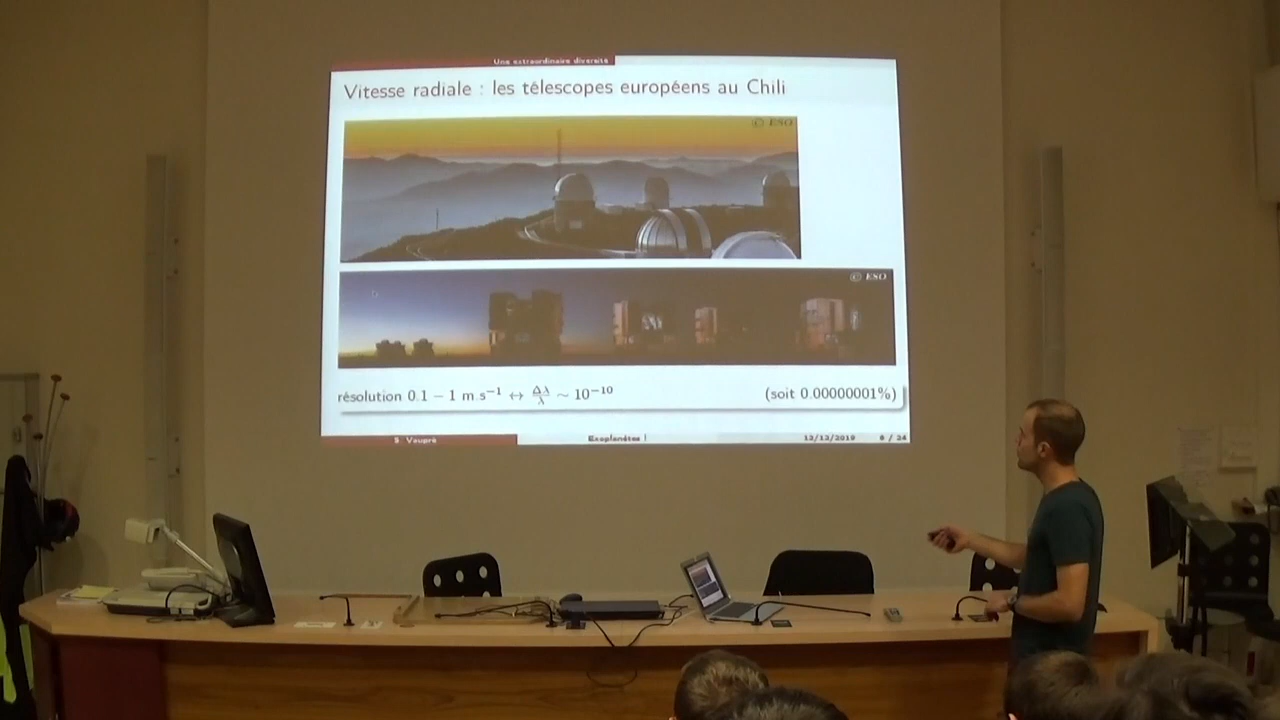 Une extraordinaire diversité
Vitesse radiale : les télescopes européens au Chili
© ESO
© ESO
résolution 0.1 − 1 m.s⁻¹ ↔ Δλ/λ ∼ 10⁻¹⁰ (soit 0.00000001%)
S. Vaupré Exoplanètes ! 12/12/2019 6 / 24